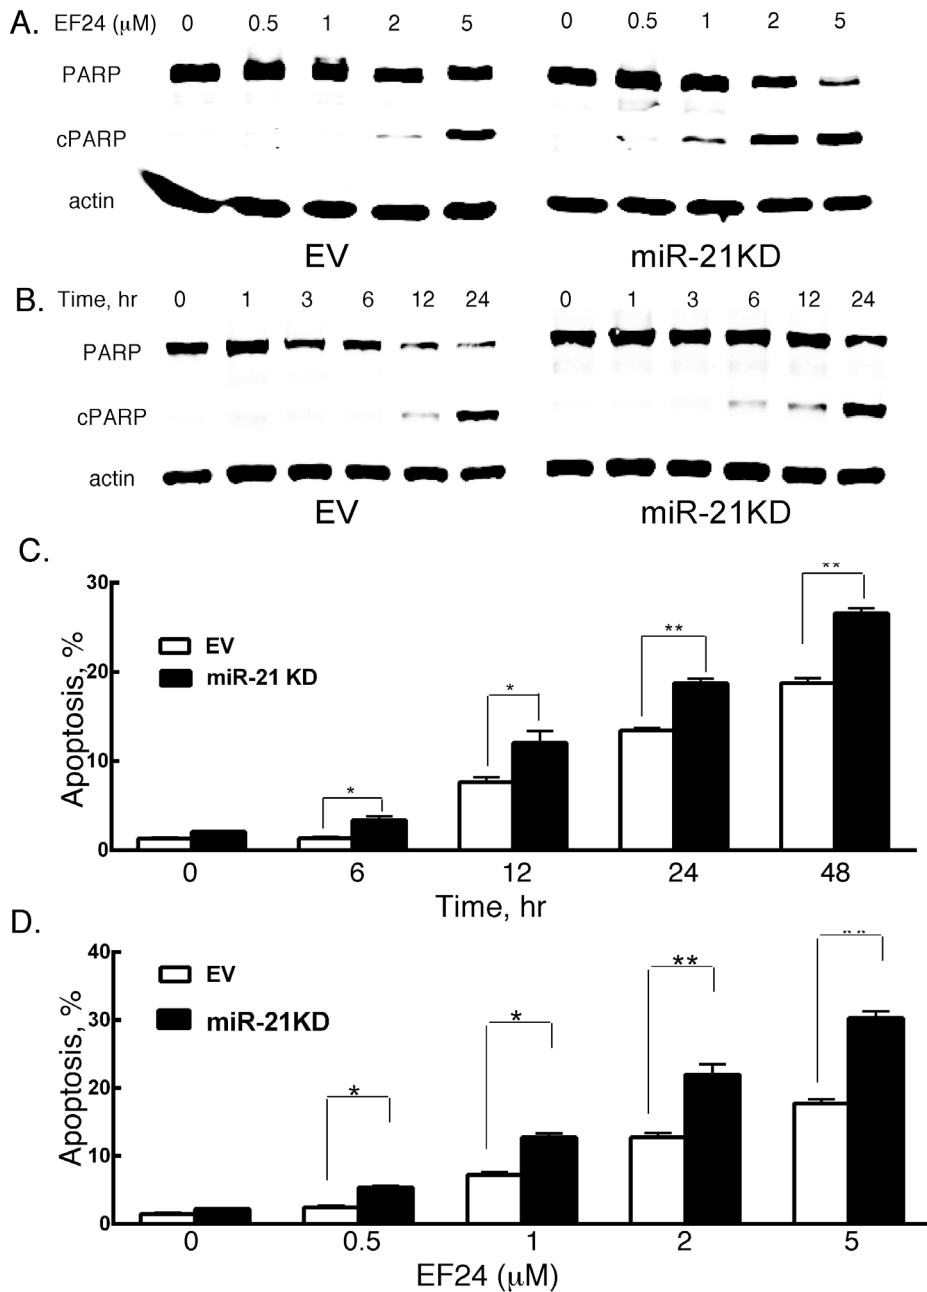 A. EF24 (μM) 0 0.5 1 2 5 0 0.5 1 2 5
PARP
cPARP
actin
EV miR-21KD
B. Time, hr 0 1 3 6 12 24 0 1 3 6 12 24
PARP
cPARP
actin
EV miR-21KD
C.
30
**
EV
miR-21 KD
**
20
*
10
*
0
Apoptosis, %
0 6 12 24 48
Time, hr
D.
40
**
EV
**
miR-21KD
30
*
20
*
10
0
Apoptosis, %
0 0.5 1 2 5
EF24 (μM)